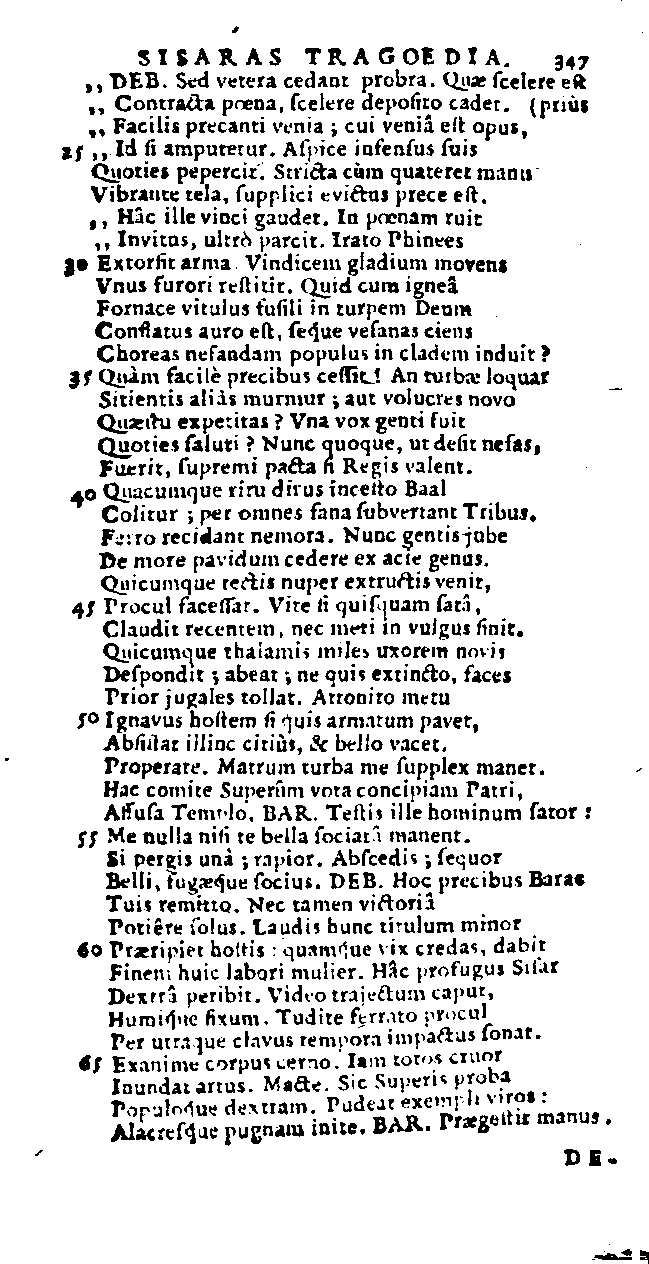 SISARAS TRAGOEDIA. 347
,, DEB. Sed vetera cedant probra. Quæ ſcelere eſt
,, Contracta pœna, ſcelere depoſito cadet. (priùs
,, Facilis precanti venia ; cui veniâ eſt opus,
25 ,, Id ſi amputetur. Aſpice infenſus ſuis
Quoties pepercit. Stricta cùm quateret manu
Vibrante tela, ſupplici evictus prece eſt.
,, Hâc ille vinci gaudet. In pœnam ruit
,, Invitus, ultrò parcit. Irato Phinees
30 Extorſit arma. Vindicem gladium movens
Vnus furori reſtitit. Quid cum igneâ
Fornace vitulus fuſili in turpem Deum
Conflatus auro eſt, ſeque veſanas ciens
Choreas nefandam populus in cladem induit ?
35 Quàm facilè precibus ceſſit! An turbæ loquar
Sitientis aliàs murmur ; aut volucres novo
Quæſtu expetitas ? Vna vox genti fuit
Quoties ſaluti ? Nunc quoque, ut deſit nefas,
Fuerit, ſupremi pacta ſi Regis valent.
40 Quacumque ritu dirus inceſto Baal
Colitur ; per omnes fana ſubvertant Tribus.
Ferro recidant nemora. Nunc gentis jube
De more pavidum cedere ex acie genus.
Quicumque tectis nuper extructis venit,
45 Procul faceſſat. Vite ſi quiſquam ſatâ,
Claudit recentem, nec meti in vulgus ſinit.
Quicumque thalamis miles uxorem novis
Deſpondit ; abeat ; ne quis extincto, faces
Prior jugales tollat. Attonito metu
50 Ignavus hoſtem ſi quis armatum pavet,
Abſiſtat illinc citiùs, & bello vacet.
Properate. Matrum turba me ſupplex manet.
Hac comite Superûm vota concipiam Patri,
Affuſa Templo. BAR. Teſtis ille hominum ſator :
55 Me nulla niſi te bella ſociatâ manent.
Si pergis unà ; rapior. Abſcedis ; ſequor
Belli, fugæque ſocius. DEB. Hoc precibus Barac
Tuis remitto. Nec tamen victoriâ
Potiêre ſolus. Laudis hunc titulum minor
60 Præripiet hoſtis : quamque vix credas, dabit
Finem huic labori mulier. Hâc profugus Siſar
Dextrâ peribit. Video trajectum caput,
Humique fixum. Tudite ferrato procul
Per utraque clavus tempora impactus ſonat.
65 Exanime corpus cerno. Iam totos cruor
Inundat artus. Macte. Sic Superis proba
Populoque dextram. Pudeat exempli viros :
Alacreſque pugnam inite. BAR. Prægeſtit manus.
DE-